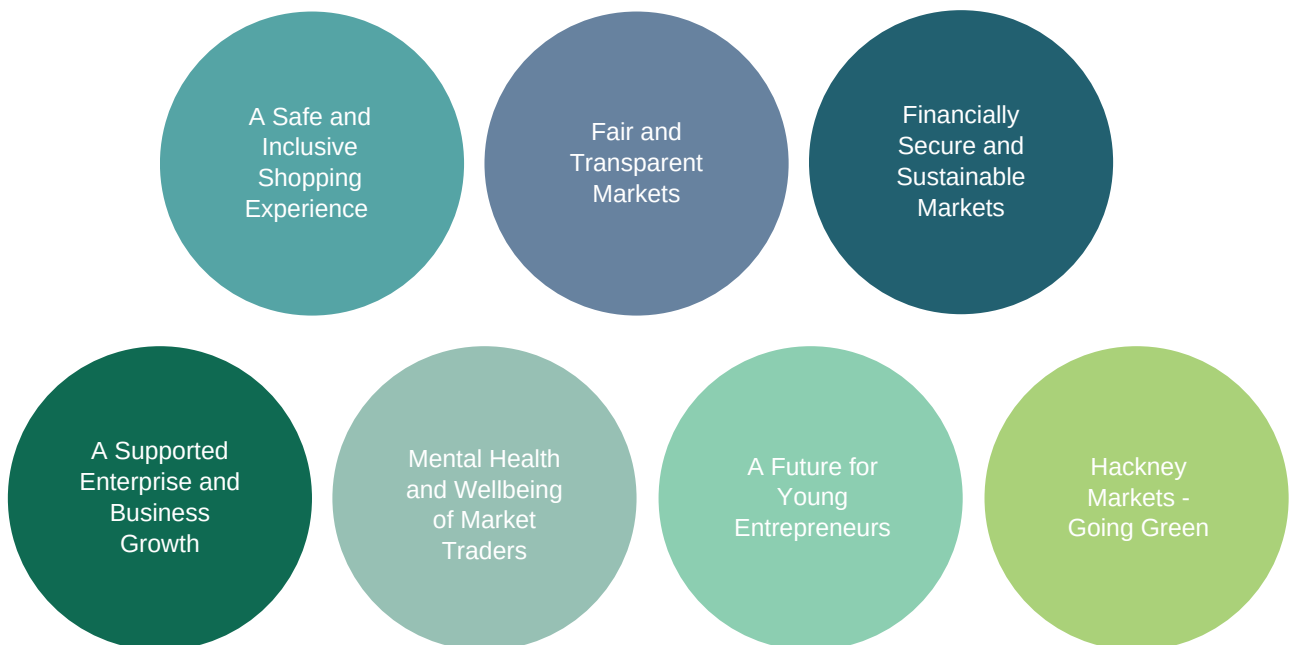 A Safe and
Inclusive
Shopping
Experience
Fair and
Transparent
Markets
Financially
Secure and
Sustainable
Markets
A Supported
Enterprise and
Business
Growth
Mental Health
and Wellbeing
of Market
Traders
A Future for
Young
Entrepreneurs
Hackney
Markets -
Going Green